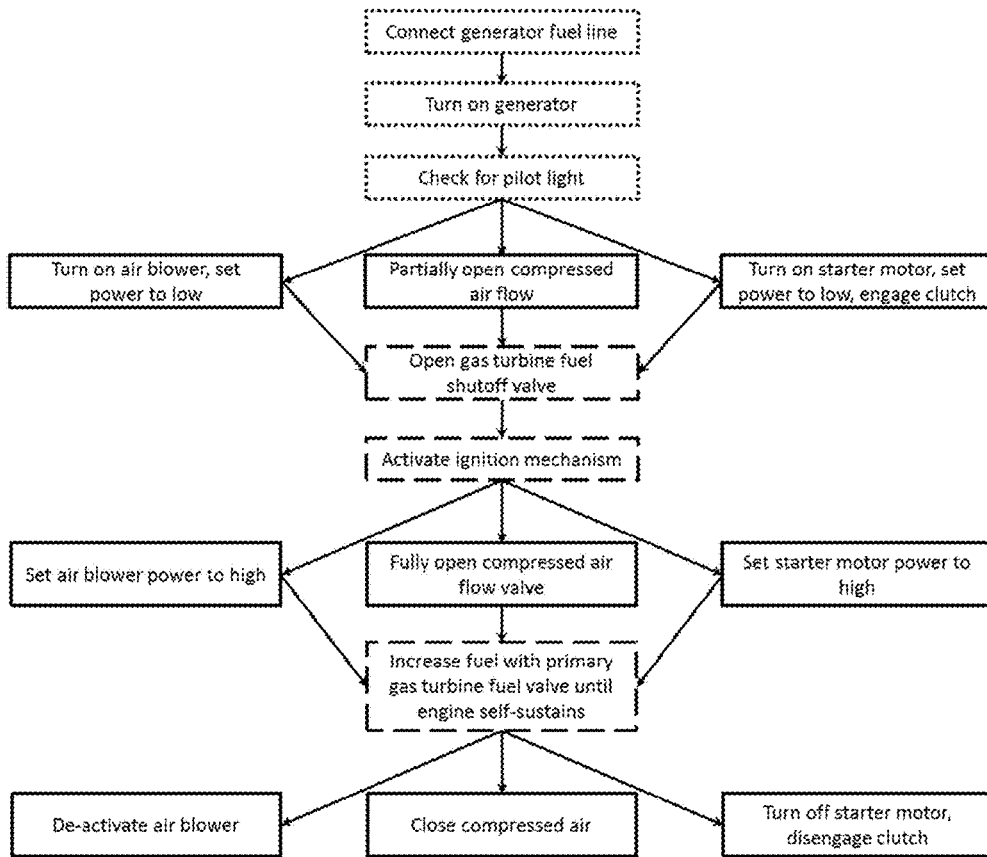 Connect generator fuel line
Turn on generator
Check for pilot light
Turn on air blower, set
power to low
Partially open compressed
air flow
Turn on starter motor, set
power to low, engage clutch
Open gas turbine fuel
shutoff valve
Activate ignition mechanism
Set air blower power to high
Fully open compressed air
flow valve
Set starter motor power to
high
Increase fuel with primary
gas turbine fuel valve until
engine self-sustains
De-activate air blower
Close compressed air
Turn off starter motor,
disengage clutch